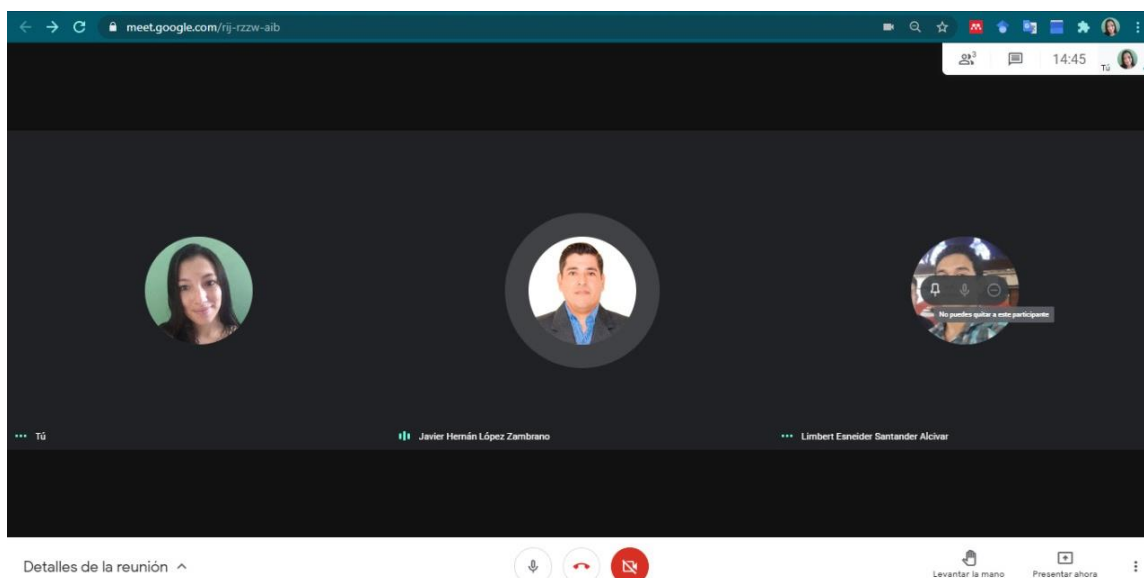 meet.google.com/rij-rzzw-aib
3
14:45
Tú
No puedes quitar a este participante
Tú
Javier Hernán López Zambrano
Limbert Esneider Santander Alcivar
Detalles de la reunión
Levantar la mano
Presentar ahora